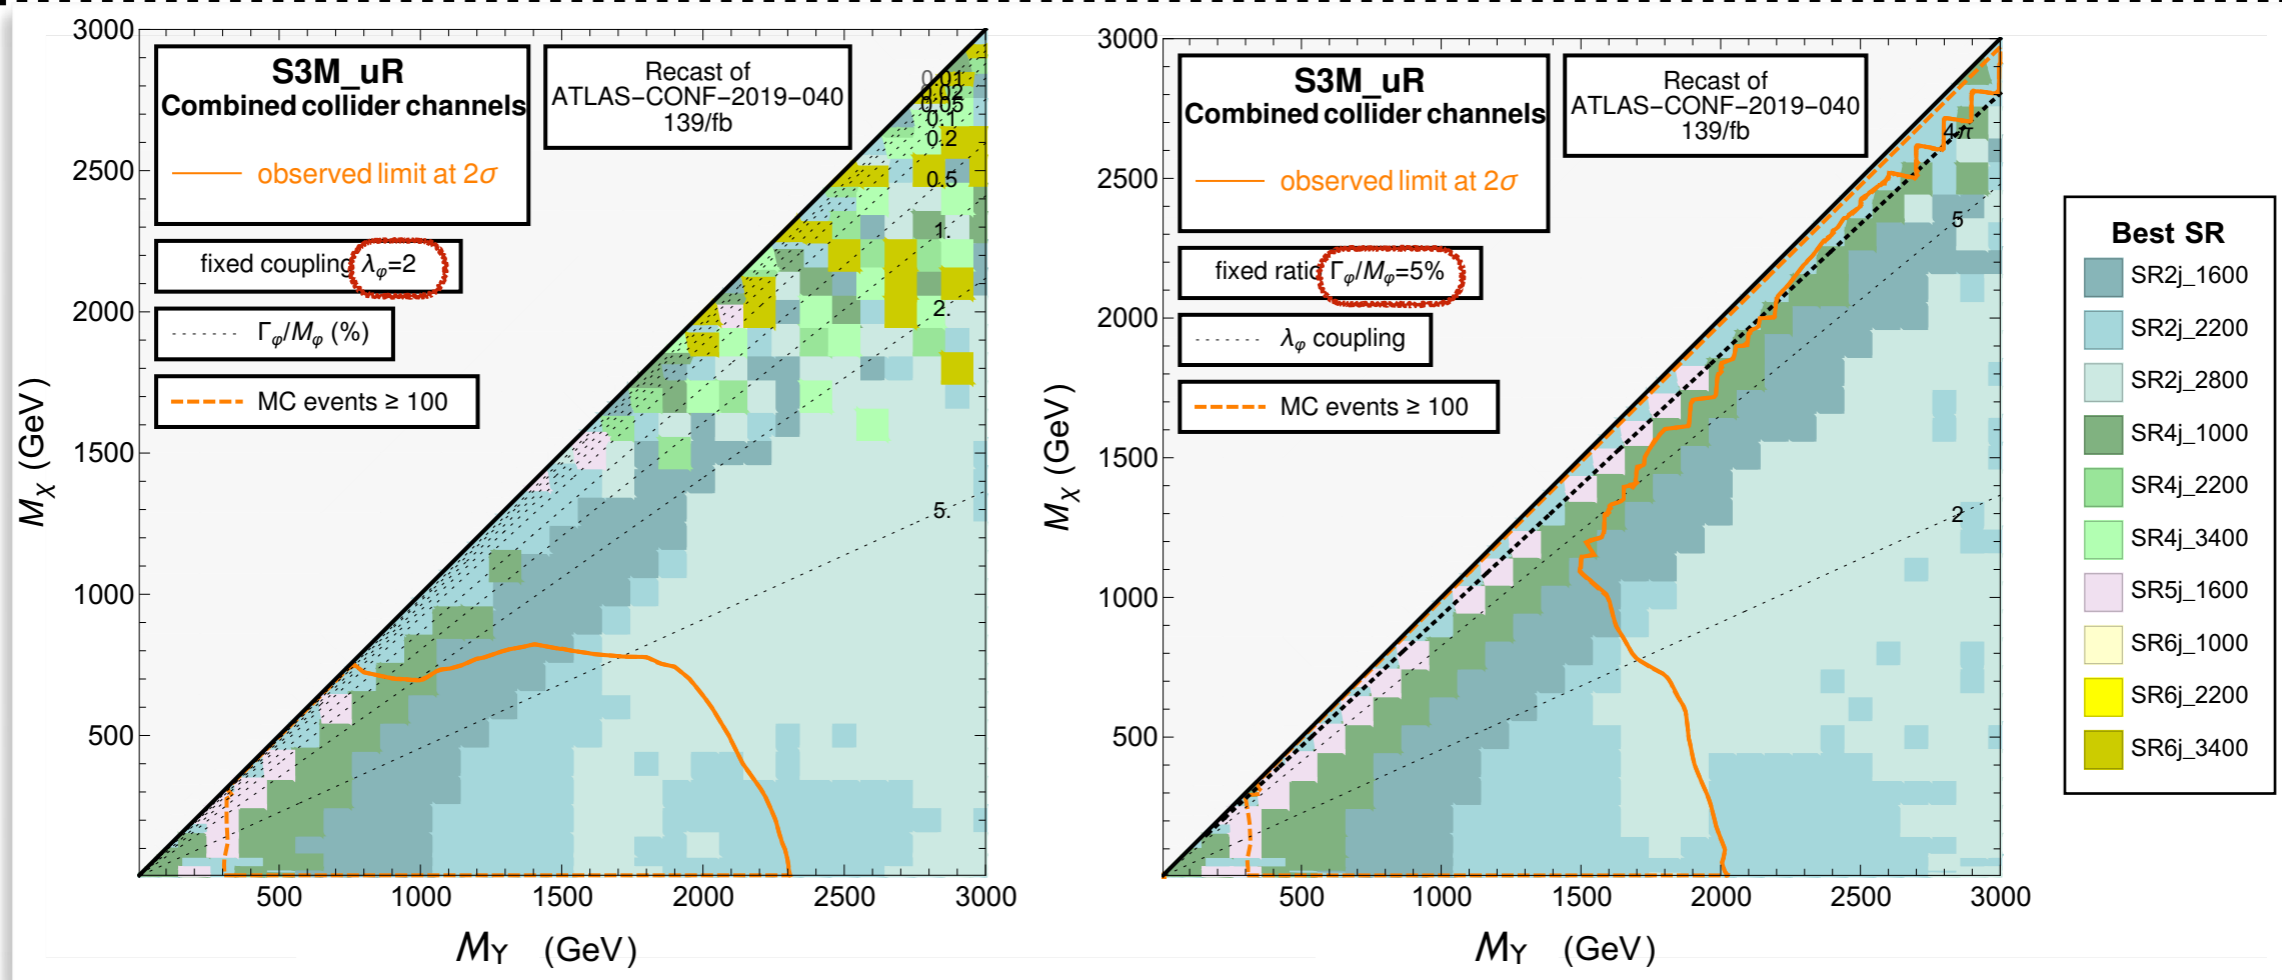 S3M_uR
Combined collider channels
observed limit at 2σ
Recast of
ATLAS−CONF−2019−040
139/fb
fixed coupling λφ=2
Γφ/Mφ (%)
MC events ≥ 100
0.01
0.02
0.05
0.1
0.2
0.5
1.
2.
5.
3000
2500
2000
1500
1000
500
Mχ (GeV)
500 1000 1500 2000 2500 3000
MY (GeV)
S3M_uR
Combined collider channels
observed limit at 2σ
Recast of
ATLAS−CONF−2019−040
139/fb
fixed ratio Γφ/Mφ=5%
λφ coupling
MC events ≥ 100
4π
5
2
3000
2500
2000
1500
1000
500
Mχ (GeV)
500 1000 1500 2000 2500 3000
MY (GeV)
Best SR
SR2j_1600
SR2j_2200
SR2j_2800
SR4j_1000
SR4j_2200
SR4j_3400
SR5j_1600
SR6j_1000
SR6j_2200
SR6j_3400